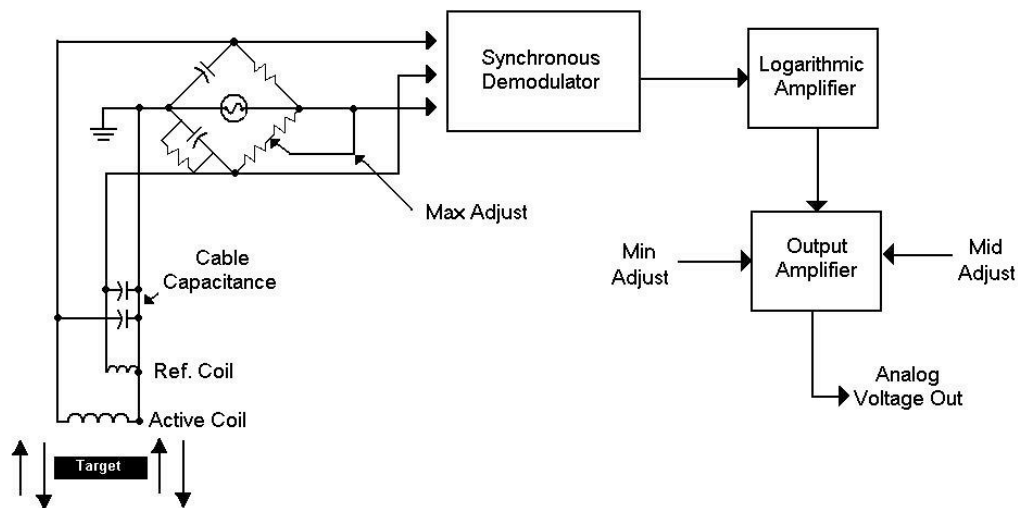 Synchronous
Demodulator
Logarithmic
Amplifier
Max Adjust
Cable
Capacitance
Min
Adjust
Output
Amplifier
Mid
Adjust
Ref. Coil
Active Coil
Analog
Voltage Out
Target